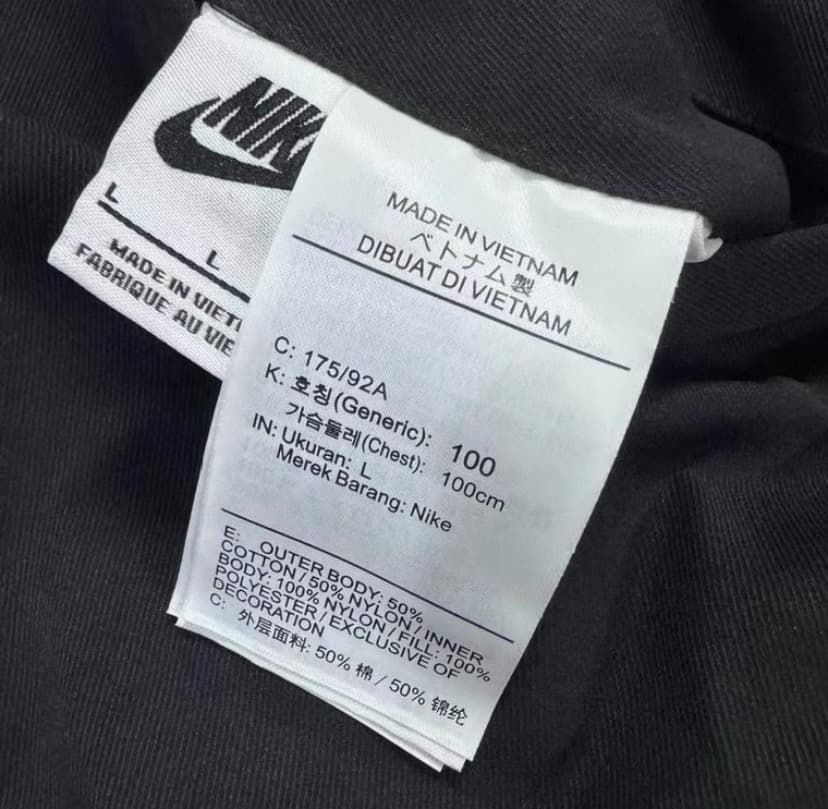 NIK
L
L
MADE IN VIET
FABRIQUE AU VIE
MADE IN VIETNAM
ベトナム製
DIBUAT DI VIETNAM
C: 175/92A
K: 호칭(Generic): 100
가슴둘레(Chest): 100cm
IN: Ukuran: L
Merek Barang: Nike
E: OUTER BODY: 50%
COTTON / 50% NYLON / INNER
BODY: 100% NYLON / FILL: 100%
POLYESTER / EXCLUSIVE OF
DECORATION
C: 外层面料: 50% 棉 / 50% 锦纶